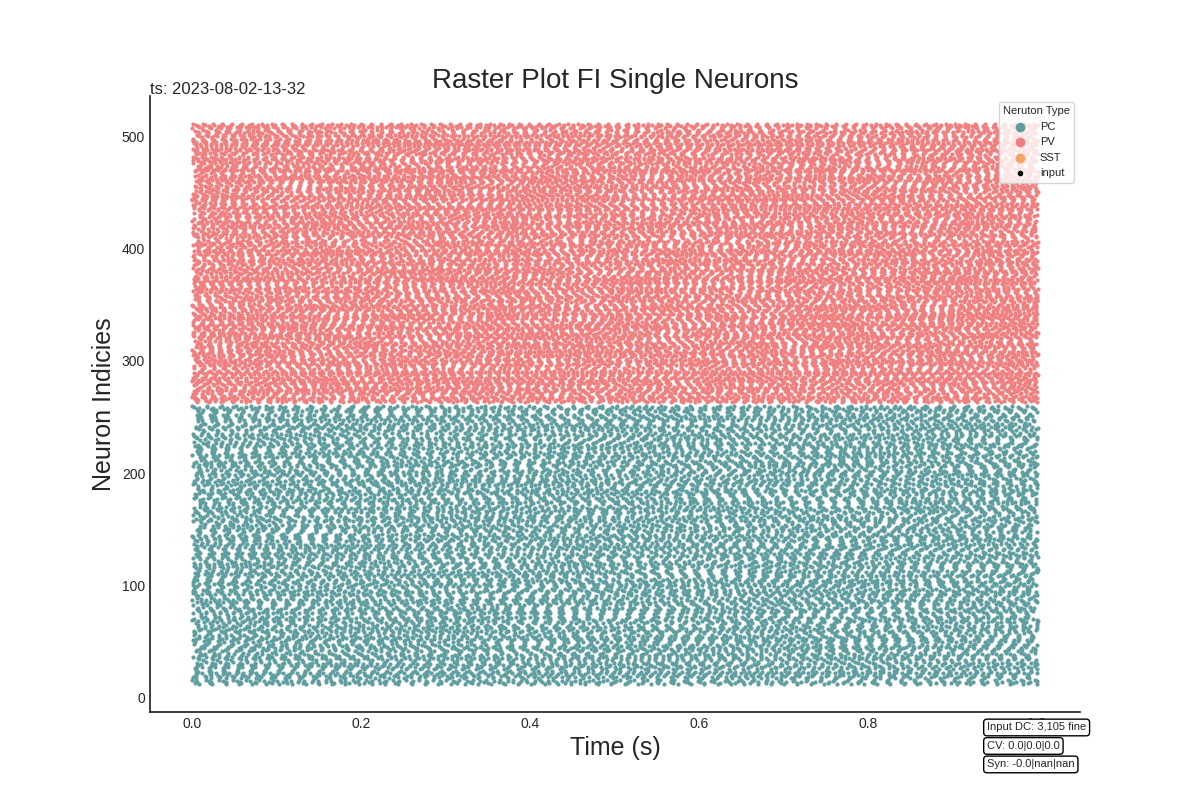 Raster Plot FI Single Neurons
ts: 2023-08-02-13-32
Neruton Type
PC
PV
SST
input
500
400
300
200
100
0
Neuron Indicies
0.0 0.2 0.4 0.6 0.8
Time (s)
Input DC: 3,105 fine
CV: 0.0|0.0|0.0
Syn: -0.0|nan|nan